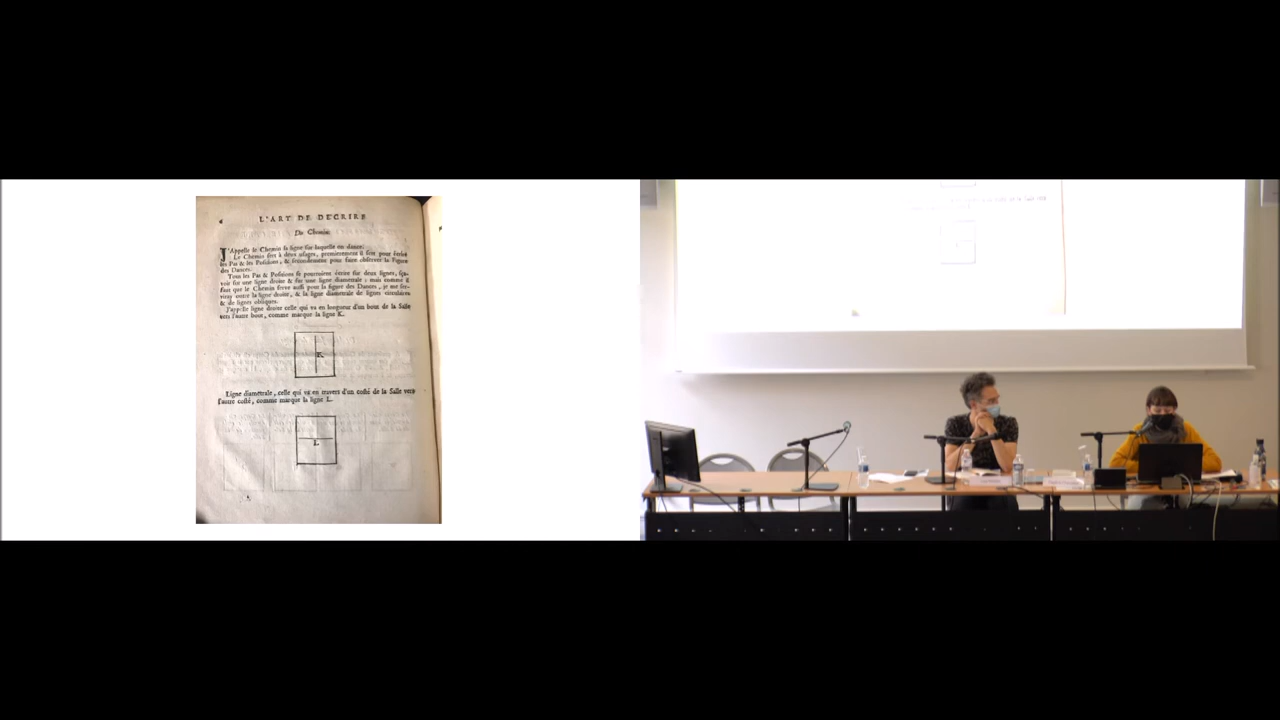 6 L'ART DE DECRIRE
Du Chemin.
J'Appelle le Chemin la ligne sur laquelle on dance.
Le Chemin sert à deux usages, premierement il sert pour écrire
les Pas & les Positions, & secondement pour faire observer la Figure
des Dances.
Tous les Pas & Positions se pourroient écrire sur deux lignes, sça-
voir sur une ligne droite & sur une ligne diametrale ; mais comme il
faut que le Chemin serve aussi pour la figure des Dances, je me ser-
viray outre la ligne droite, & la ligne diametrale de lignes circulaires
& de lignes obliques.
J'appelle ligne droite celle qui va en longueur d'un bout de la Salle
vers l'autre bout, comme marque la ligne K.
K.
Ligne diametrale, celle qui va en travers d'un costé de la Salle vers
l'autre costé, comme marque la ligne L.
L.